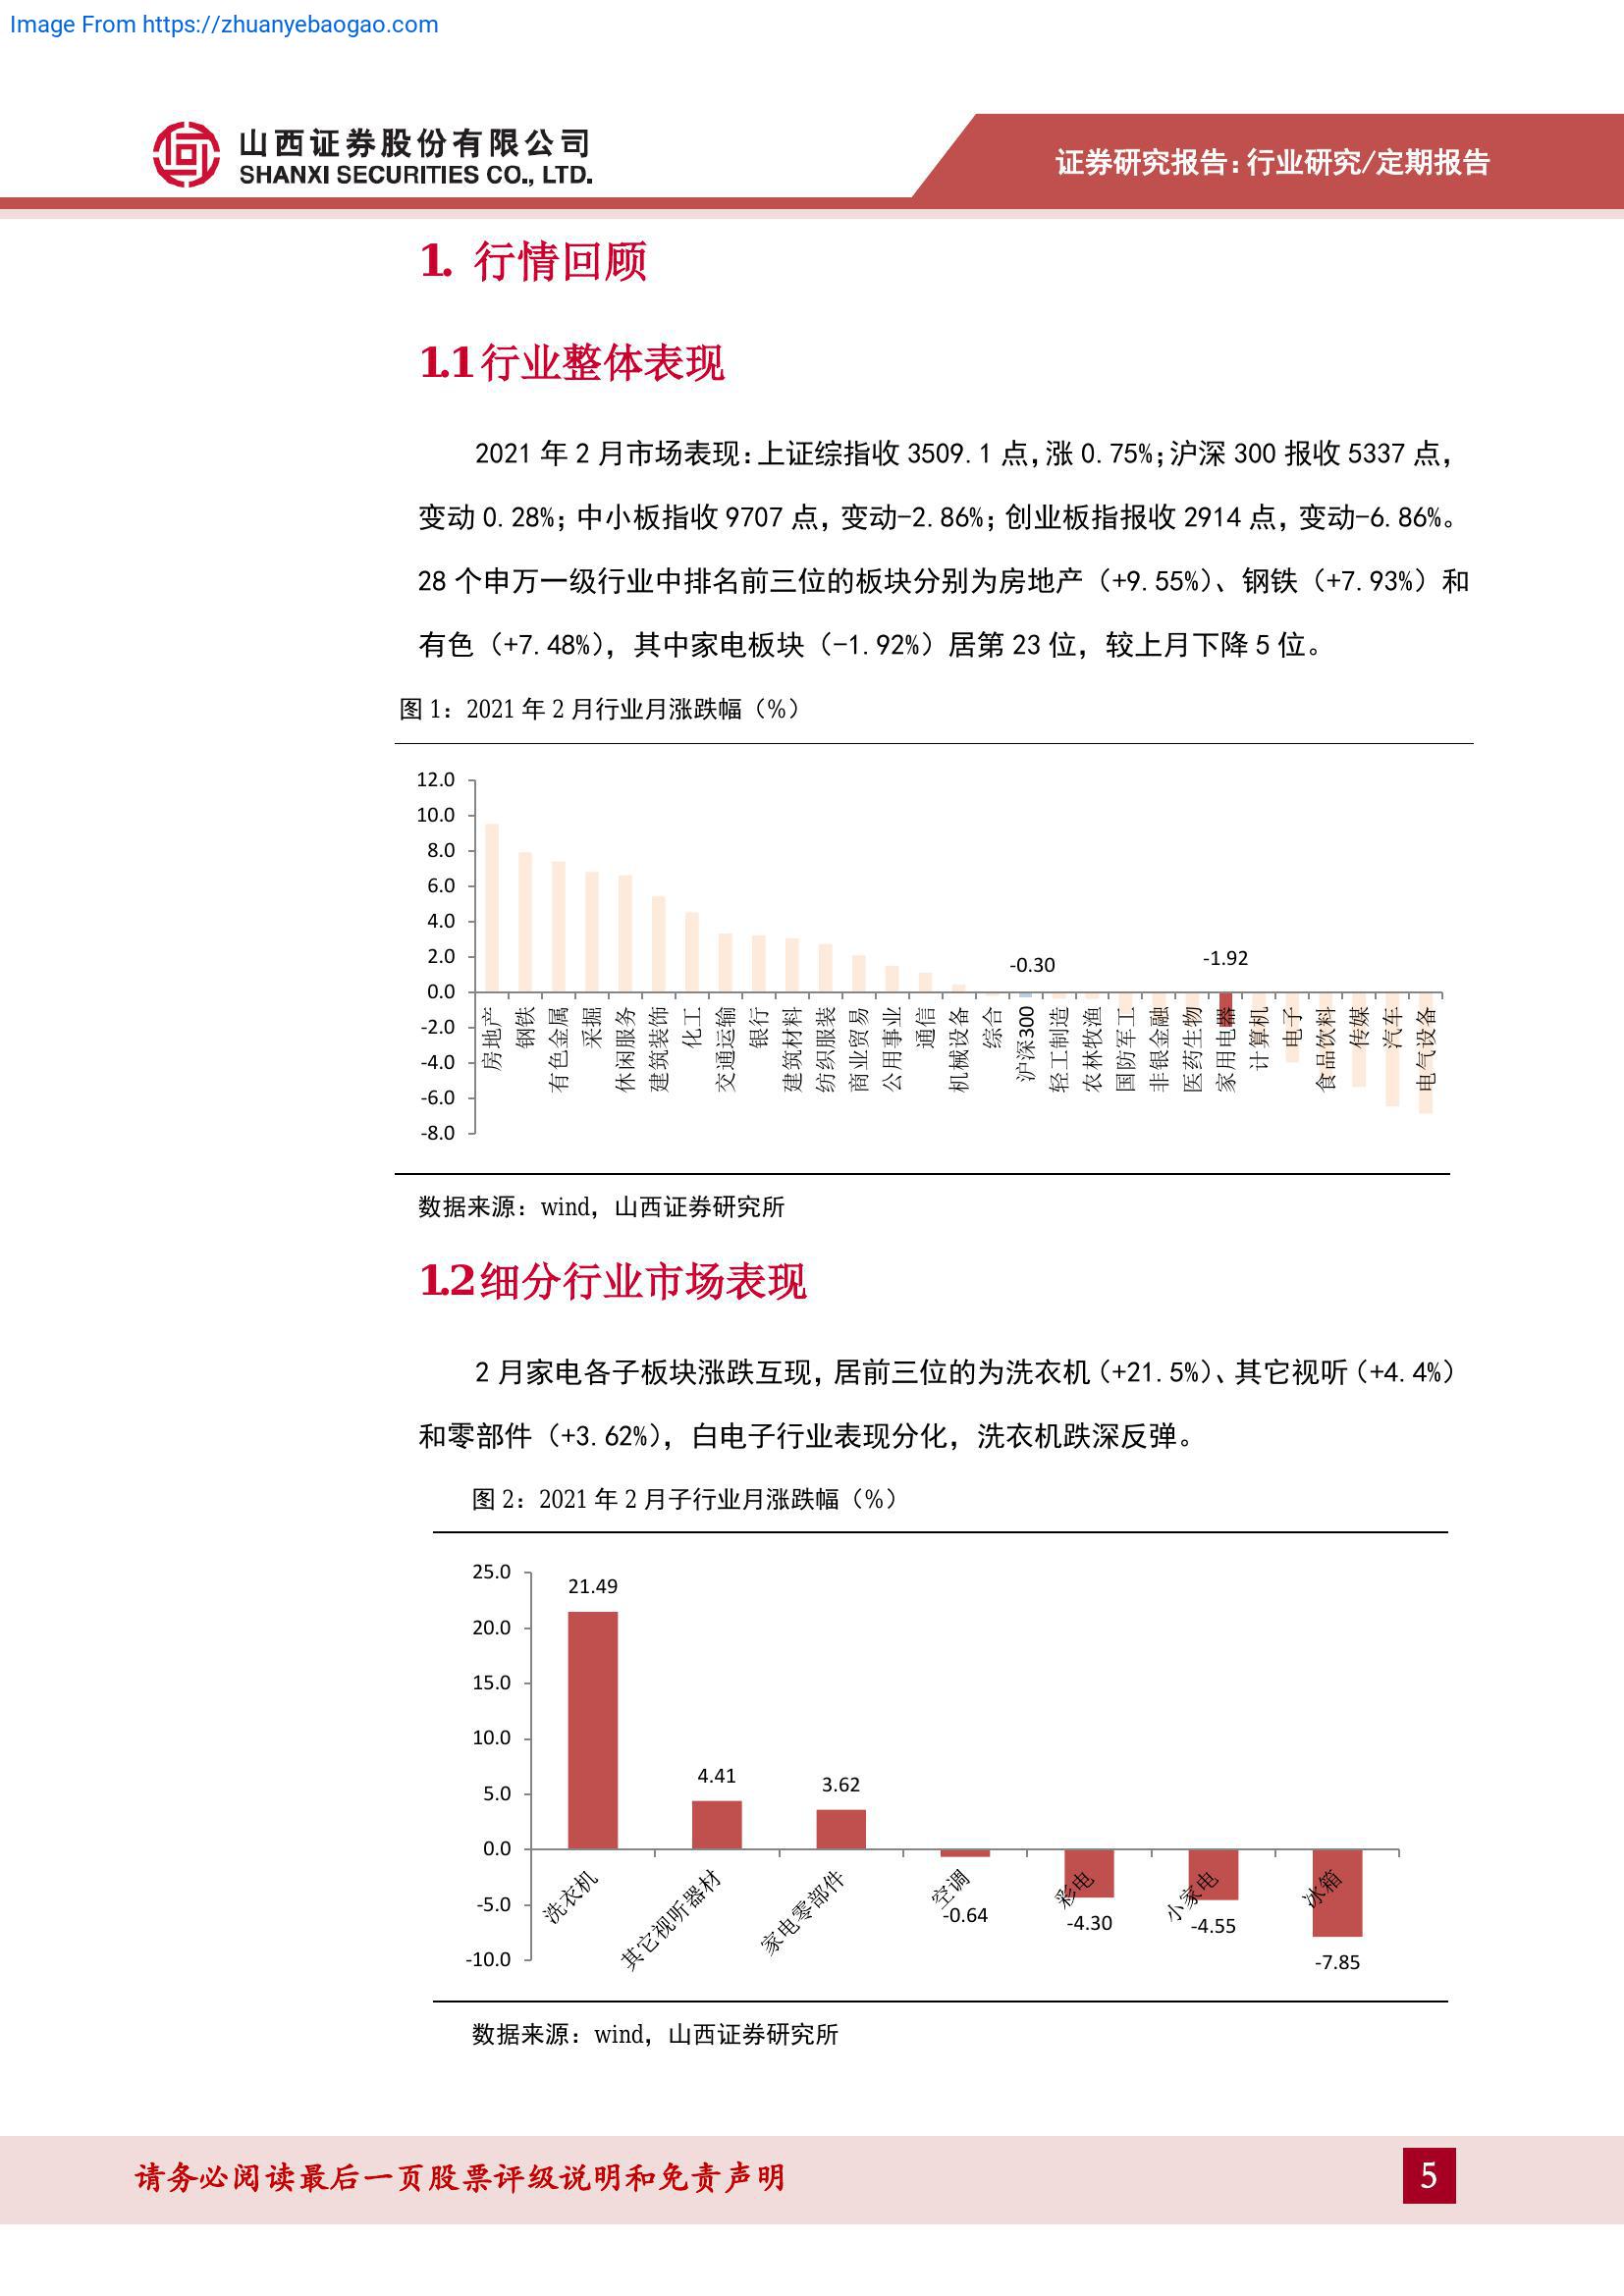 Image From https://zhuanyebaogao.com
山西证券股份有限公司
SHANXI SECURITIES CO., LTD.
证券研究报告：行业研究/定期报告
1. 行情回顾
1.1 行业整体表现
2021 年 2 月市场表现：上证综指收 3509.1 点，涨 0.75%；沪深 300 报收 5337 点，
变动 0.28%；中小板指收 9707 点，变动-2.86%；创业板指报收 2914 点，变动-6.86%。
28 个申万一级行业中排名前三位的板块分别为房地产（+9.55%）、钢铁（+7.93%）和
有色（+7.48%），其中家电板块（-1.92%）居第 23 位，较上月下降 5 位。
图 1：2021 年 2 月行业月涨跌幅（%）
12.0
10.0
8.0
6.0
4.0
2.0
0.0
-2.0
-4.0
-6.0
-8.0
-0.30
-1.92
房地产
钢铁
有色金属
采掘
休闲服务
建筑装饰
化工
交通运输
银行
建筑材料
纺织服装
商业贸易
公用事业
通信
机械设备
综合
沪深300
轻工制造
农林牧渔
国防军工
非银金融
医药生物
家用电器
计算机
电子
食品饮料
传媒
汽车
电气设备
数据来源：wind，山西证券研究所
1.2 细分行业市场表现
2 月家电各子板块涨跌互现，居前三位的为洗衣机（+21.5%）、其它视听（+4.4%）
和零部件（+3.62%），白电子行业表现分化，洗衣机跌深反弹。
图 2：2021 年 2 月子行业月涨跌幅（%）
25.0
20.0
15.0
10.0
5.0
0.0
-5.0
-10.0
21.49
4.41
3.62
-0.64
-4.30
-4.55
-7.85
洗衣机
其它视听器材
家电零部件
空调
彩电
小家电
冰箱
数据来源：wind，山西证券研究所
请务必阅读最后一页股票评级说明和免责声明
5